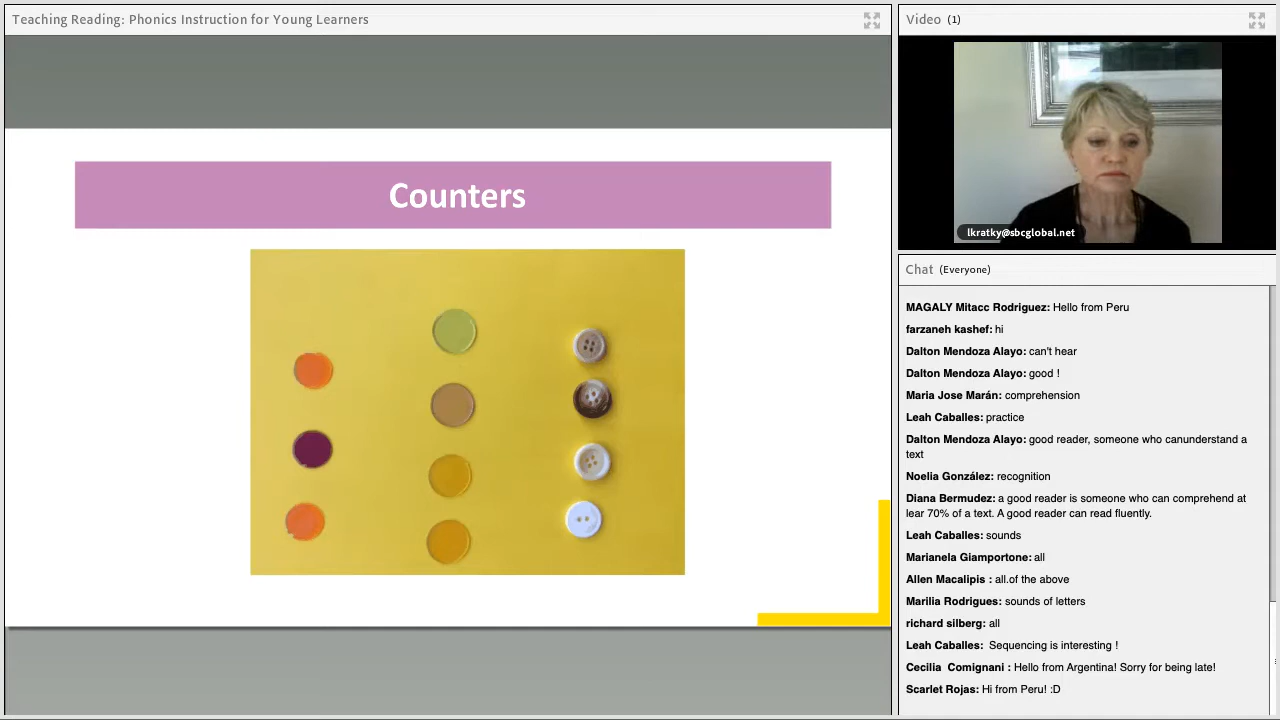 Teaching Reading: Phonics Instruction for Young Learners
Counters
Video (1)
lkratky@sbcglobal.net
Chat (Everyone)
MAGALY Mitacc Rodriguez: Hello from Peru
farzaneh kashef: hi
Dalton Mendoza Alayo: can't hear
Dalton Mendoza Alayo: good !
Maria Jose Marán: comprehension
Leah Caballes: practice
Dalton Mendoza Alayo: good reader, someone who canunderstand a
text
Noelia González: recognition
Diana Bermudez: a good reader is someone who can comprehend at
lear 70% of a text. A good reader can read fluently.
Leah Caballes: sounds
Marianela Giamportone: all
Allen Macalipis : all.of the above
Marilia Rodrigues: sounds of letters
richard silberg: all
Leah Caballes: Sequencing is interesting !
Cecilia Comignani : Hello from Argentina! Sorry for being late!
Scarlet Rojas: Hi from Peru! :D